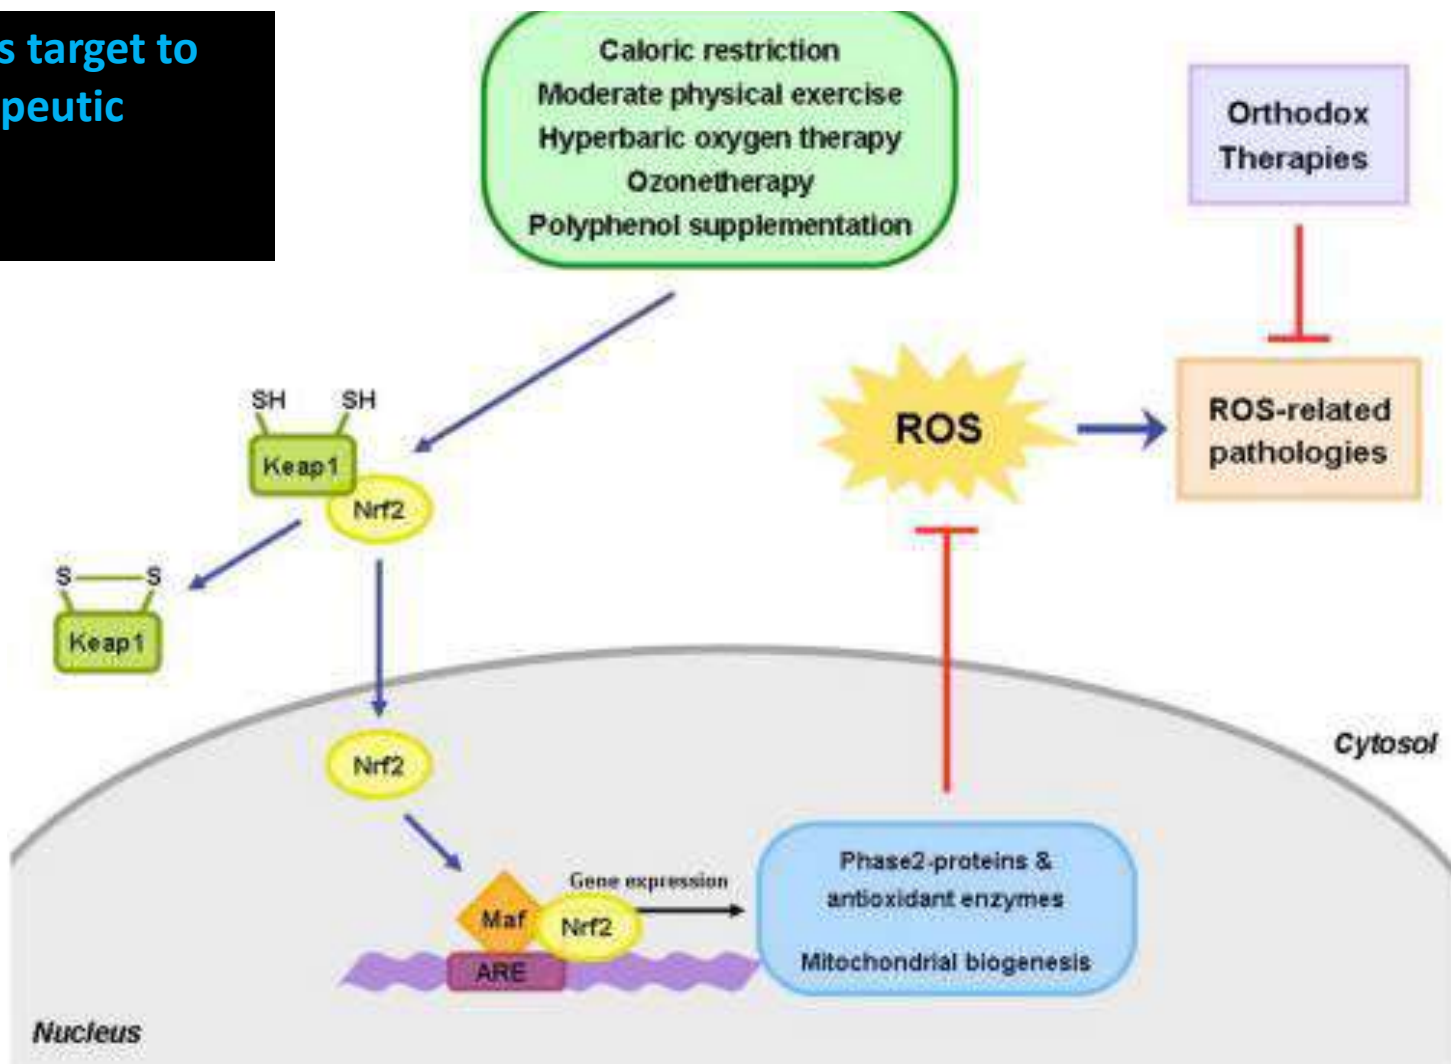 s target to
peutic
Caloric restriction
Moderate physical exercise
Hyperbaric oxygen therapy
Ozonetherapy
Polyphenol supplementation
Orthodox
Therapies
ROS
ROS-related
pathologies
SH SH
Keap1
Nrf2
S S
Keap1
Cytosol
Nrf2
Gene expression
Maf
Nrf2
ARE
Phase2-proteins &
antioxidant enzymes
Mitochondrial biogenesis
Nucleus